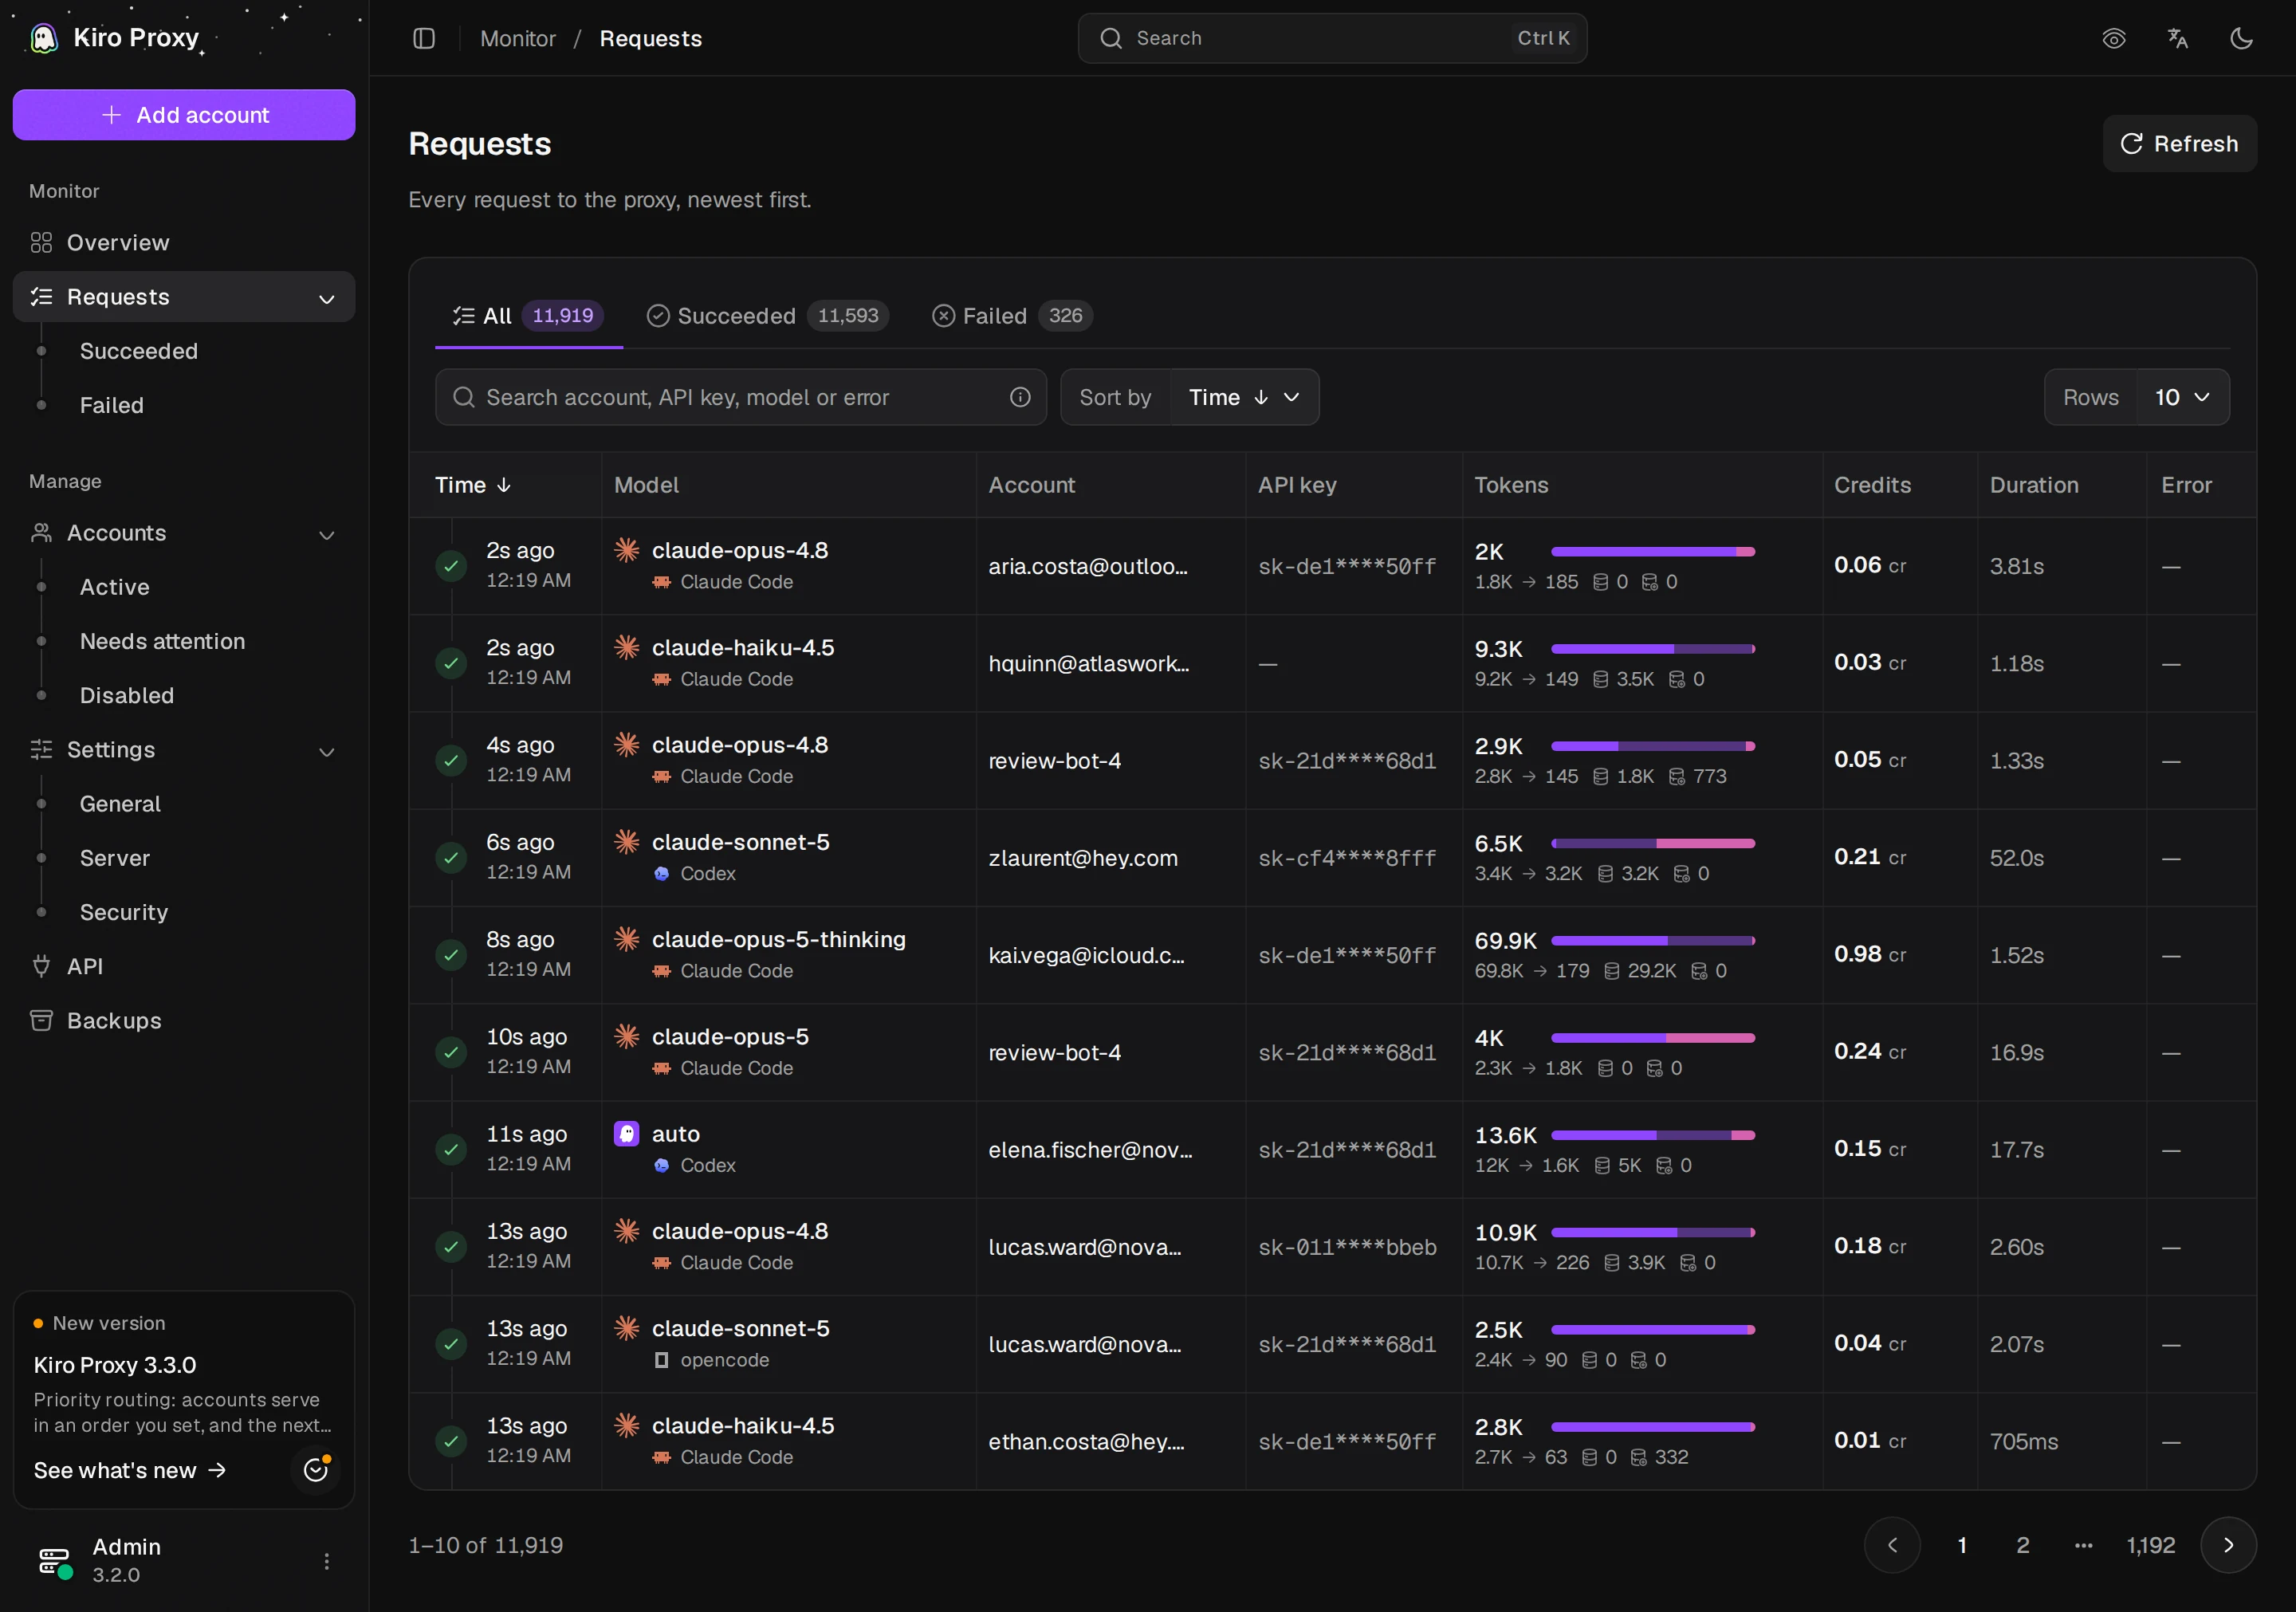 Kiro Proxy
Add account
Monitor
Overview
Requests
Succeeded
Failed
Manage
Accounts
Active
Needs attention
Disabled
Settings
General
Server
Security
API
Backups
New version
Kiro Proxy 3.3.0
Priority routing: accounts serve
in an order you set, and the next...
See what's new →
Admin
3.2.0
Monitor / Requests
Search Ctrl K
Requests
Refresh
Every request to the proxy, newest first.
All 11,919 Succeeded 11,593 Failed 326
Search account, API key, model or error Sort by Time ↓ Rows 10
Time ↓ Model Account API key Tokens Credits Duration Error
2s ago claude-opus-4.8 aria.costa@outloo... sk-de1****50ff 2K 0.06 cr 3.81s —
12:19 AM Claude Code 1.8K → 185 0 0
2s ago claude-haiku-4.5 hquinn@atlaswork... — 9.3K 0.03 cr 1.18s —
12:19 AM Claude Code 9.2K → 149 3.5K 0
4s ago claude-opus-4.8 review-bot-4 sk-21d****68d1 2.9K 0.05 cr 1.33s —
12:19 AM Claude Code 2.8K → 145 1.8K 773
6s ago claude-sonnet-5 zlaurent@hey.com sk-cf4****8fff 6.5K 0.21 cr 52.0s —
12:19 AM Codex 3.4K → 3.2K 3.2K 0
8s ago claude-opus-5-thinking kai.vega@icloud.c... sk-de1****50ff 69.9K 0.98 cr 1.52s —
12:19 AM Claude Code 69.8K → 179 29.2K 0
10s ago claude-opus-5 review-bot-4 sk-21d****68d1 4K 0.24 cr 16.9s —
12:19 AM Claude Code 2.3K → 1.8K 0 0
11s ago auto elena.fischer@nov... sk-21d****68d1 13.6K 0.15 cr 17.7s —
12:19 AM Codex 12K → 1.6K 5K 0
13s ago claude-opus-4.8 lucas.ward@nova... sk-011****bbeb 10.9K 0.18 cr 2.60s —
12:19 AM Claude Code 10.7K → 226 3.9K 0
13s ago claude-sonnet-5 lucas.ward@nova... sk-21d****68d1 2.5K 0.04 cr 2.07s —
12:19 AM opencode 2.4K → 90 0 0
13s ago claude-haiku-4.5 ethan.costa@hey.... sk-de1****50ff 2.8K 0.01 cr 705ms —
12:19 AM Claude Code 2.7K → 63 0 332
1–10 of 11,919 1 2 ••• 1,192